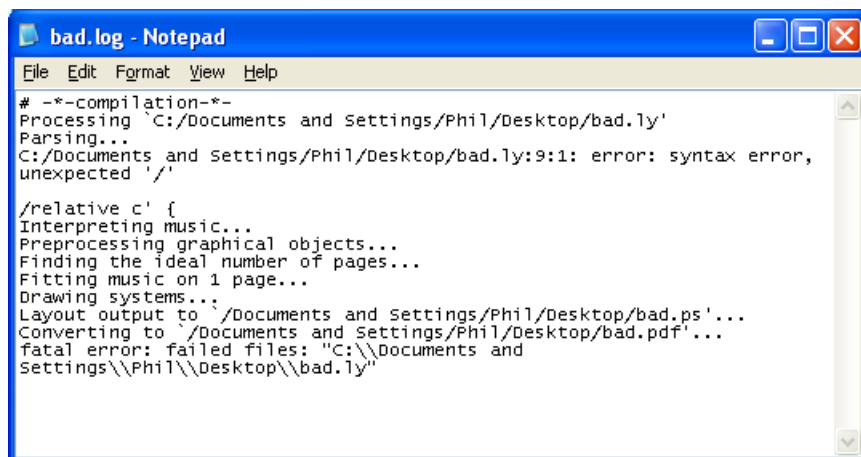 bad.log - Notepad
File Edit Format View Help
# -*-compilation-*-
Processing `C:/Documents and Settings/Phil/Desktop/bad.ly'
Parsing...
C:/Documents and Settings/Phil/Desktop/bad.ly:9:1: error: syntax error,
unexpected '/'

/relative c' {
Interpreting music...
Preprocessing graphical objects...
Finding the ideal number of pages...
Fitting music on 1 page...
Drawing systems...
Layout output to `/Documents and Settings/Phil/Desktop/bad.ps'...
Converting to `/Documents and Settings/Phil/Desktop/bad.pdf'...
fatal error: failed files: "C:\\Documents and
Settings\\Phil\\Desktop\\bad.ly"